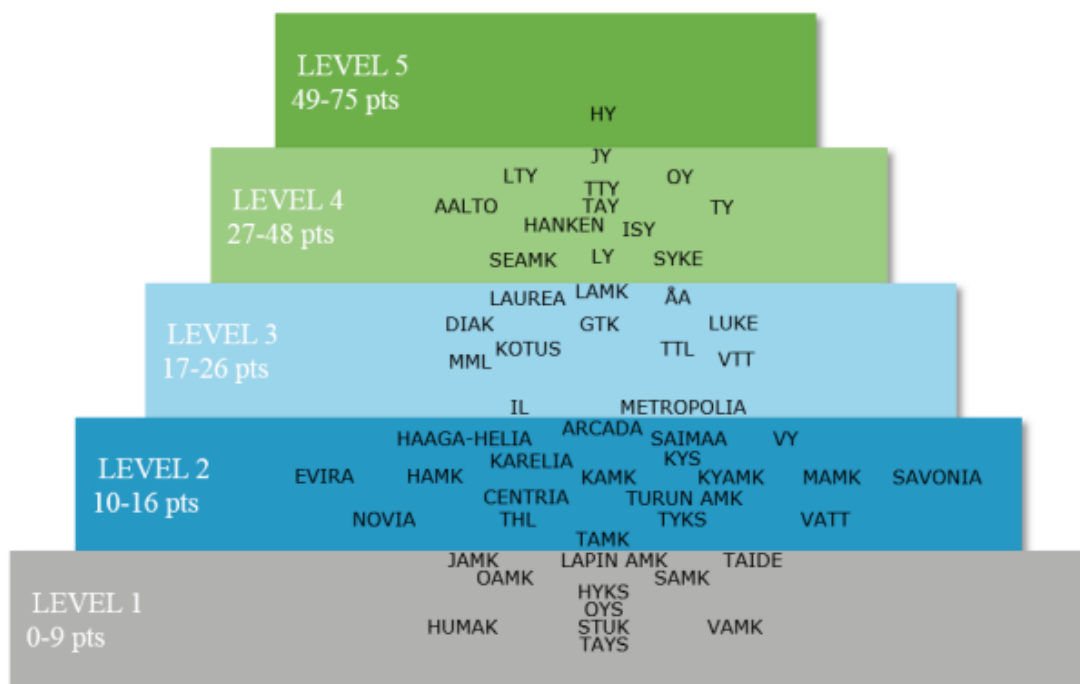 LEVEL 5
49-75 pts
HY
LEVEL 4
27-48 pts
JY
LTY OY
TTY
AALTO TAY TY
HANKEN ISY
SEAMK LY SYKE
LEVEL 3
17-26 pts
LAUREA LAMK ÅA
DIAK GTK LUKE
KOTUS TTL
MML VTT
IL METROPOLIA
LEVEL 2
10-16 pts
ARCADA
HAAGA-HELIA SAIMAA VY
KARELIA KYS
EVIRA HAMK KAMK KYAMK MAMK SAVONIA
CENTRIA TURUN AMK
NOVIA THL TYKS VATT
TAMK
LEVEL 1
0-9 pts
JAMK LAPIN AMK TAIDE
OAMK SAMK
HYKS
OYS
HUMAK STUK VAMK
TAYS